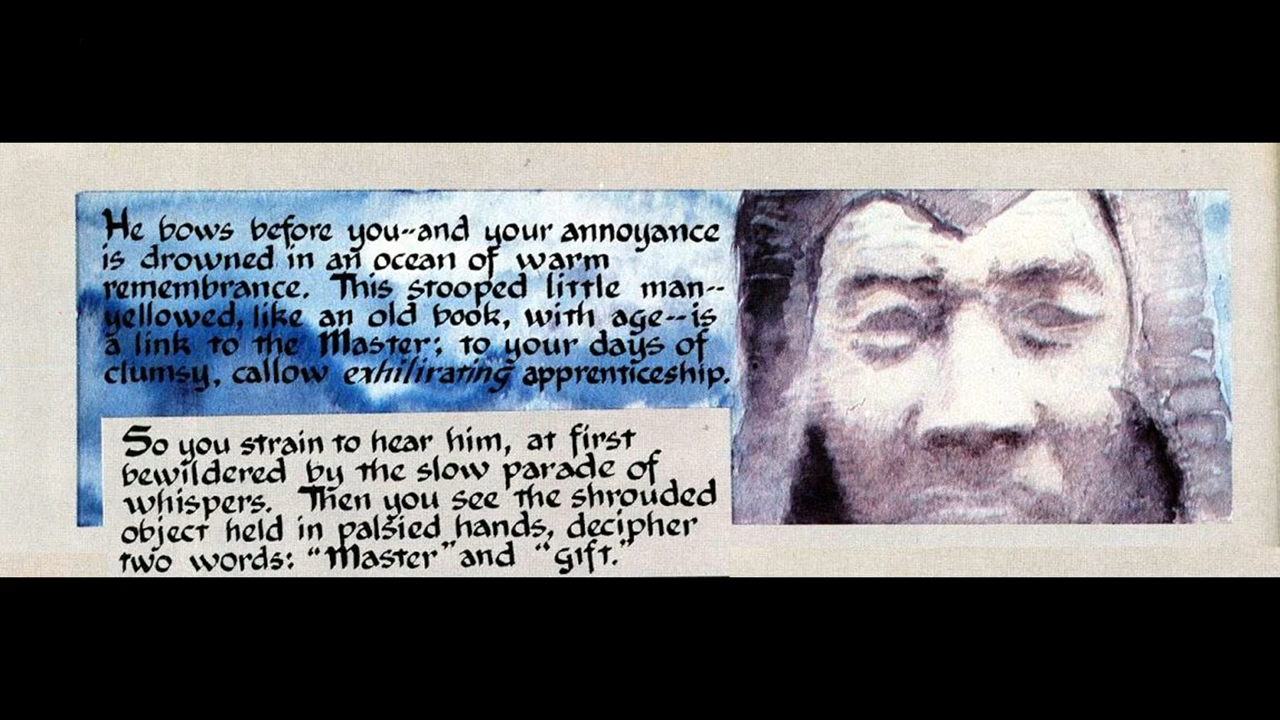 He bows before you--and your annoyance
is drowned in an ocean of warm
remembrance. This stooped little man--
yellowed, like an old book, with age--is
a link to the Master; to your days of
clumsy, callow exhilirating apprenticeship.
So you strain to hear him, at first
bewildered by the slow parade of
whispers. Then you see the shrouded
object held in palsied hands, decipher
two words: "Master" and "gift."